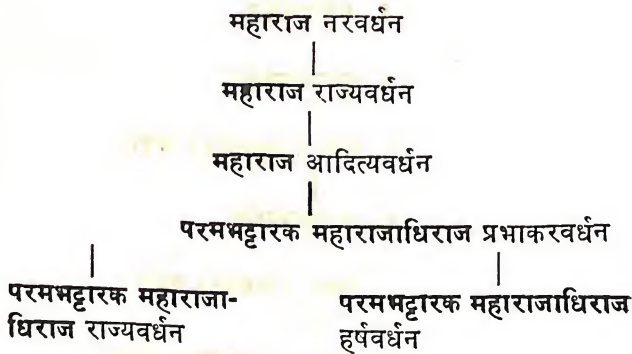 महाराज नरवर्धन
महाराज राज्यवर्धन
महाराज आदित्यवर्धन
परमभट्टारक महाराजाधिराज प्रभाकरवर्धन
परमभट्टारक महाराजा-
धिराज राज्यवर्धन
परमभट्टारक महाराजाधिराज
हर्षवर्धन